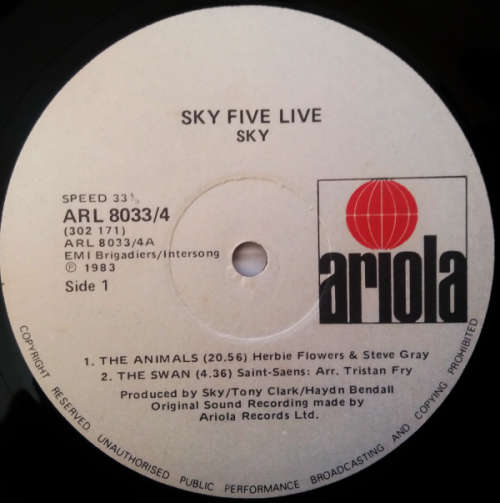 SKY FIVE LIVE
SKY
SPEED 33⅓
ARL 8033/4
(302 171)
ARL 8033/4A
EMI Brigadiers/Intersong
℗ 1983
Side 1
ariola
1. THE ANIMALS (20.56) Herbie Flowers & Steve Gray
2. THE SWAN (4.36) Saint-Saens: Arr. Tristan Fry
Produced by Sky/Tony Clark/Haydn Bendall
Original Sound Recording made by
Ariola Records Ltd.
COPYRIGHT RESERVED UNAUTHORISED PUBLIC PERFORMANCE BROADCASTING AND COPYING PROHIBITED